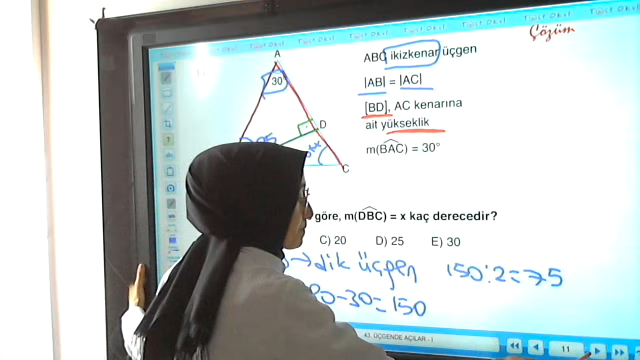 Çözüm
ABC ikizkenar üçgen
|AB| = |AC|
[BD], AC kenarına
ait yükseklik
m(BAC) = 30°
A
30
D
C
göre, m(DBC) = x kaç derecedir?
C) 20 D) 25 E) 30
→ dik üçgen 150:2=75
-30=150
43. ÜÇGENDE AÇILAR - I
11